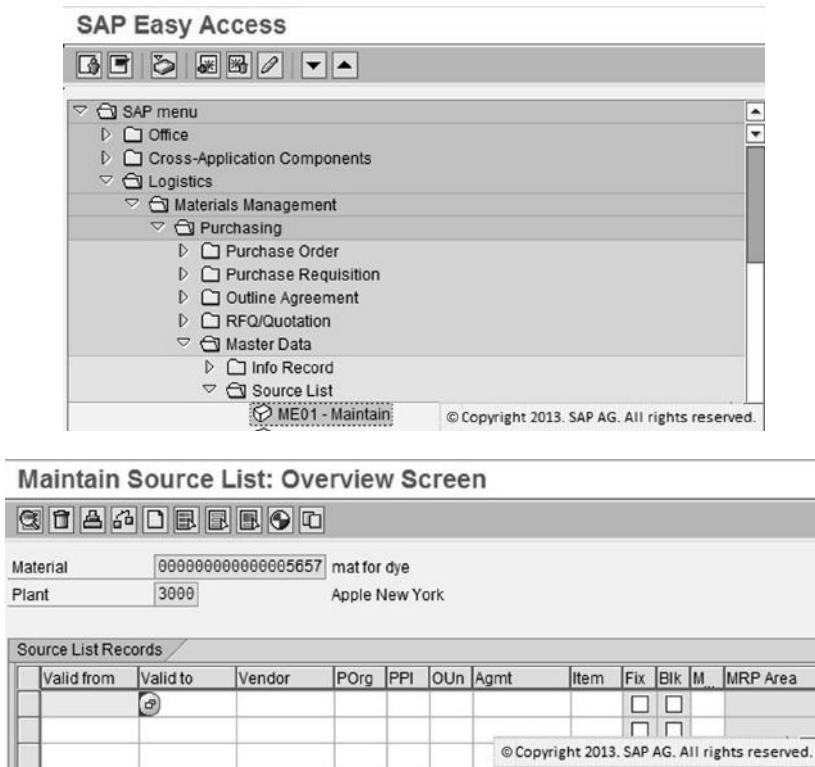 SAP Easy Access
SAP menu
Office
Cross-Application Components
Logistics
Materials Management
Purchasing
Purchase Order
Purchase Requisition
Outline Agreement
RFQ/Quotation
Master Data
Info Record
Source List
ME01 - Maintain
© Copyright 2013. SAP AG. All rights reserved.
Maintain Source List: Overview Screen
Material 000000000000005657 mat for dye
Plant 3000 Apple New York
Source List Records
Valid from Valid to Vendor POrg PPl OUn Agmt Item Fix Blk M... MRP Area
© Copyright 2013. SAP AG. All rights reserved.